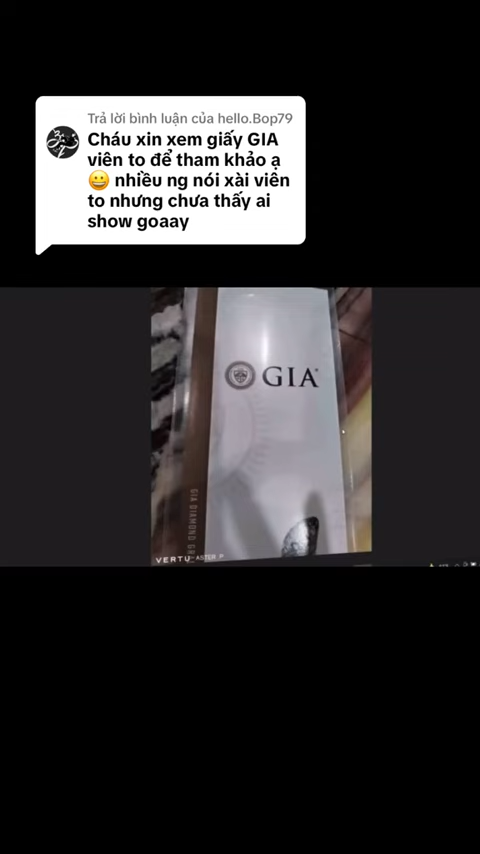 Trả lời bình luận của hello.Bop79
Cháu xin xem giấy GIA
viên to để tham khảo ạ
😀 nhiều ng nói xài viên
to nhưng chưa thấy ai
show goaay
GIA
GIA DIAMOND GR
VERTU ASTER P